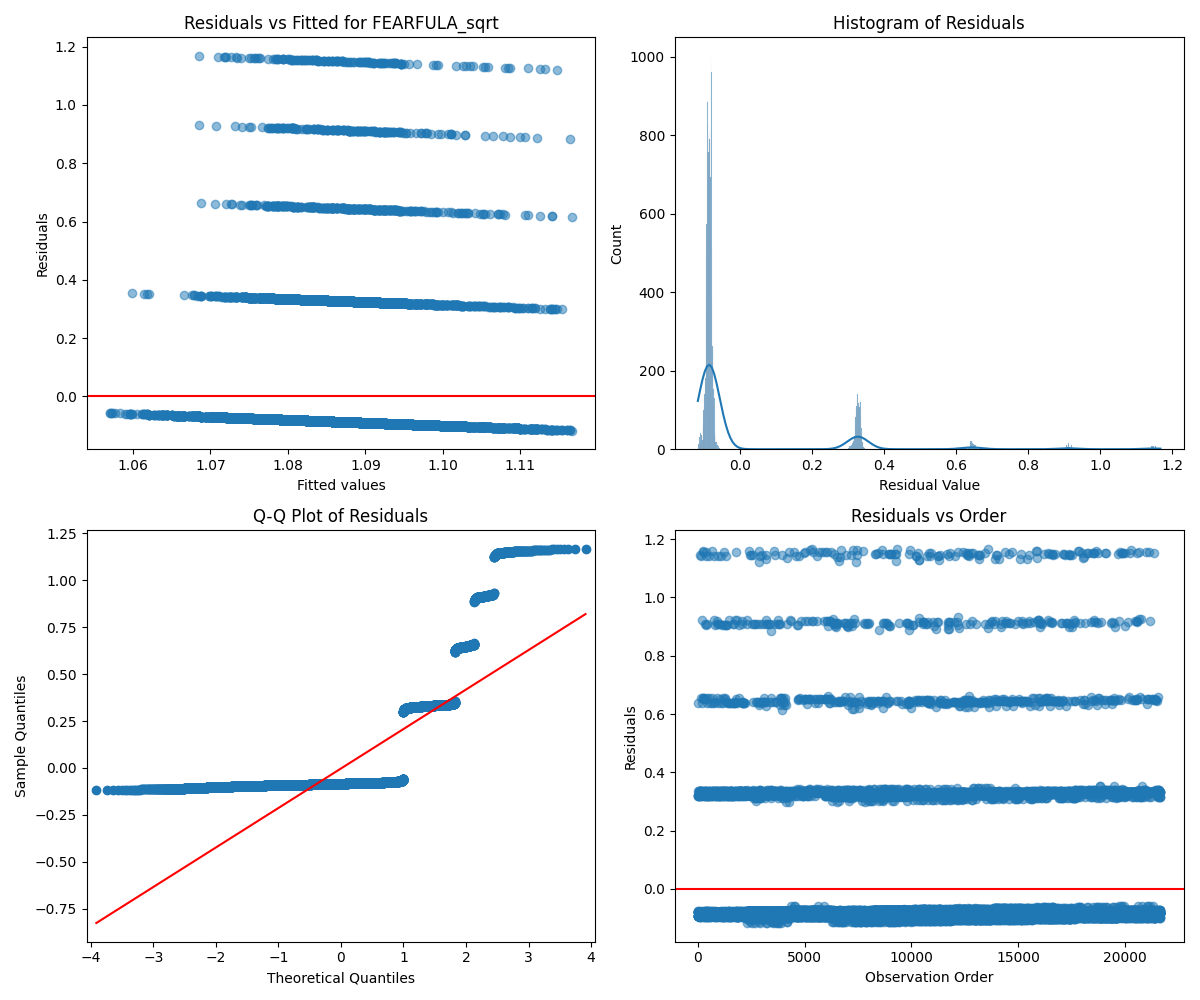 Residuals vs Fitted for FEARFULA_sqrt
Residuals
1.2
1.0
0.8
0.6
0.4
0.2
0.0
1.06 1.07 1.08 1.09 1.10 1.11
Fitted values
Histogram of Residuals
Count
1000
800
600
400
200
0
0.0 0.2 0.4 0.6 0.8 1.0 1.2
Residual Value
Q-Q Plot of Residuals
Sample Quantiles
1.25
1.00
0.75
0.50
0.25
0.00
−0.25
−0.50
−0.75
−4 −3 −2 −1 0 1 2 3 4
Theoretical Quantiles
Residuals vs Order
Residuals
1.2
1.0
0.8
0.6
0.4
0.2
0.0
0 5000 10000 15000 20000
Observation Order